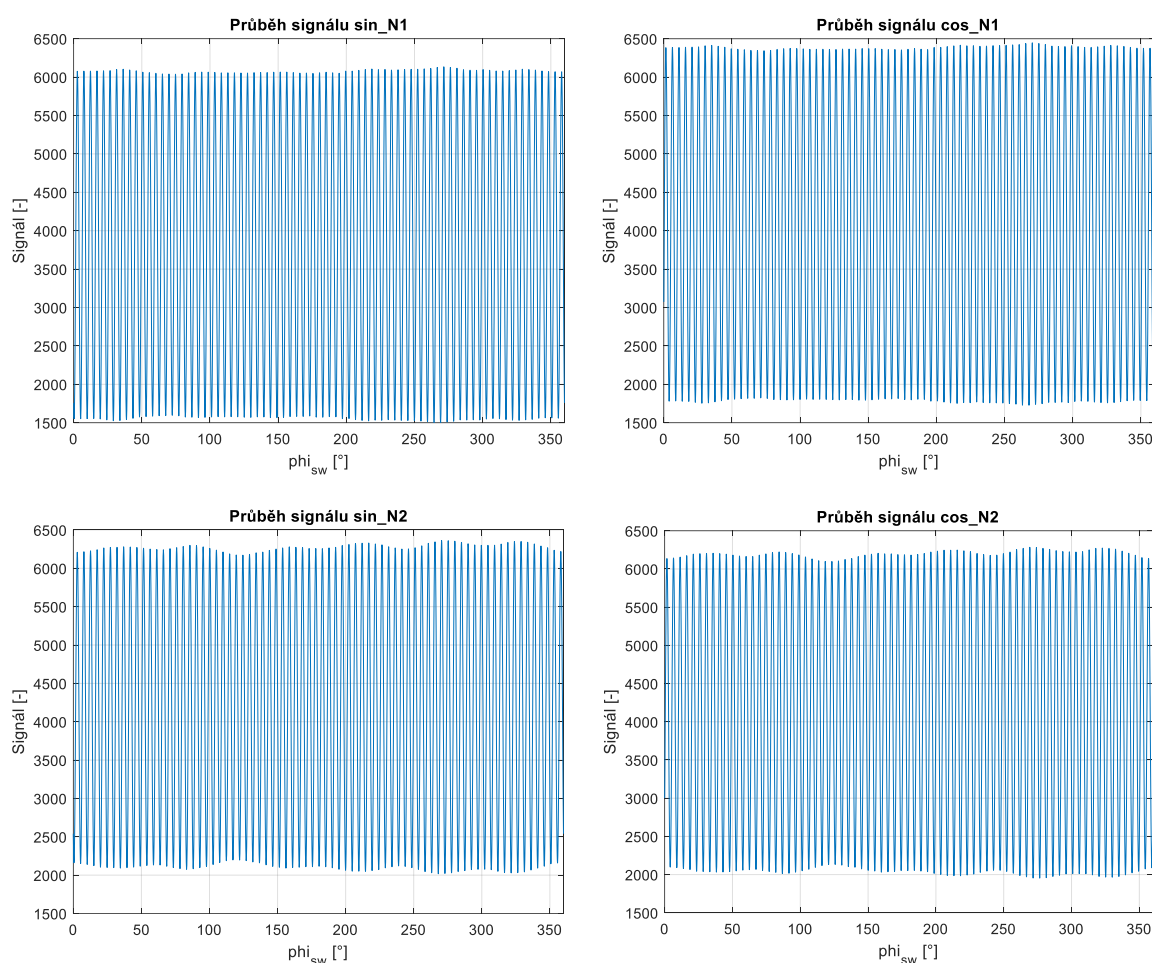 Průběh signálu sin_N1
6500
6000
5500
5000
4500
4000
3500
3000
2500
2000
1500
Signál [-]
0 50 100 150 200 250 300 350
phi_sw [°]
Průběh signálu cos_N1
6500
6000
5500
5000
4500
4000
3500
3000
2500
2000
1500
Signál [-]
0 50 100 150 200 250 300 350
phi_sw [°]
Průběh signálu sin_N2
6500
6000
5500
5000
4500
4000
3500
3000
2500
2000
1500
Signál [-]
0 50 100 150 200 250 300 350
phi_sw [°]
Průběh signálu cos_N2
6500
6000
5500
5000
4500
4000
3500
3000
2500
2000
1500
Signál [-]
0 50 100 150 200 250 300 350
phi_sw [°]